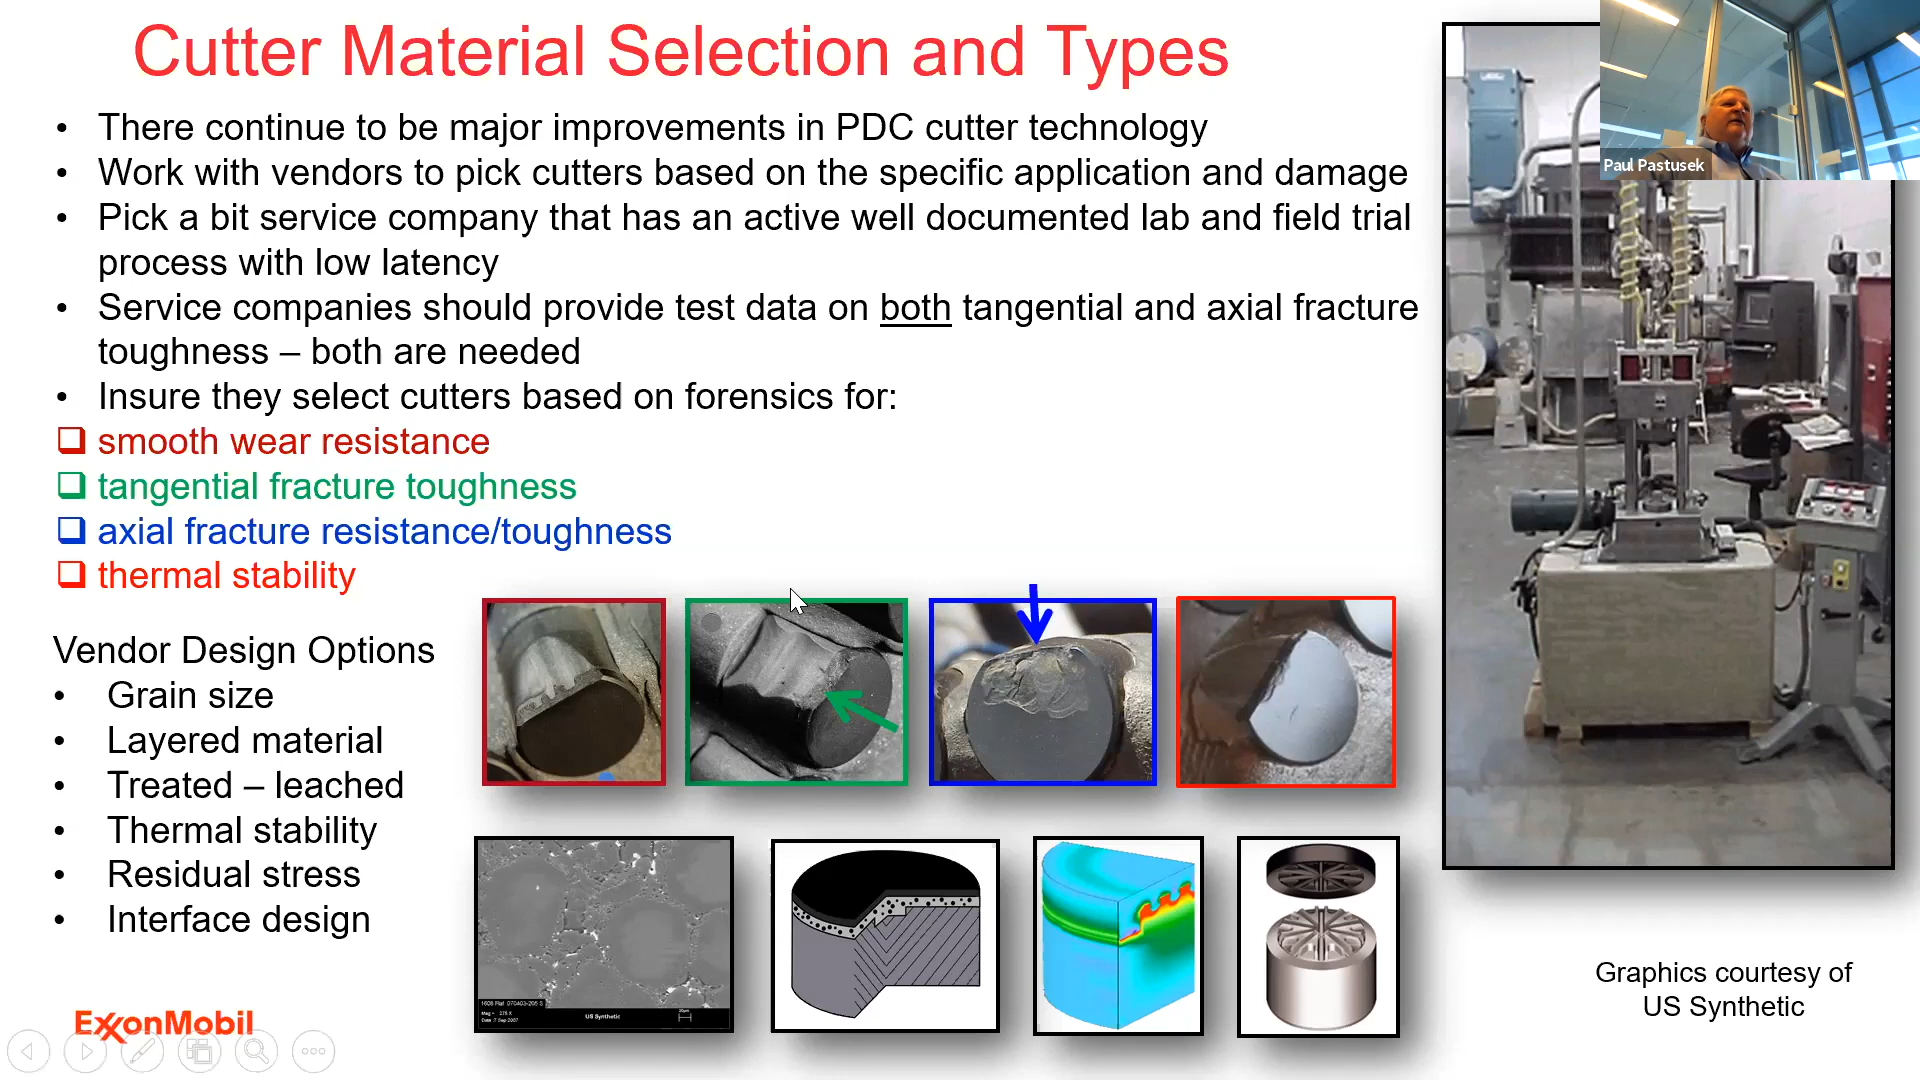 Cutter Material Selection and Types
• There continue to be major improvements in PDC cutter technology
• Work with vendors to pick cutters based on the specific application and damage
• Pick a bit service company that has an active well documented lab and field trial
process with low latency
• Service companies should provide test data on both tangential and axial fracture
toughness – both are needed
• Insure they select cutters based on forensics for:
❑ smooth wear resistance
❑ tangential fracture toughness
❑ axial fracture resistance/toughness
❑ thermal stability
Vendor Design Options
• Grain size
• Layered material
• Treated – leached
• Thermal stability
• Residual stress
• Interface design
Paul Pastusek
US Synthetic
Graphics courtesy of
US Synthetic
ExxonMobil